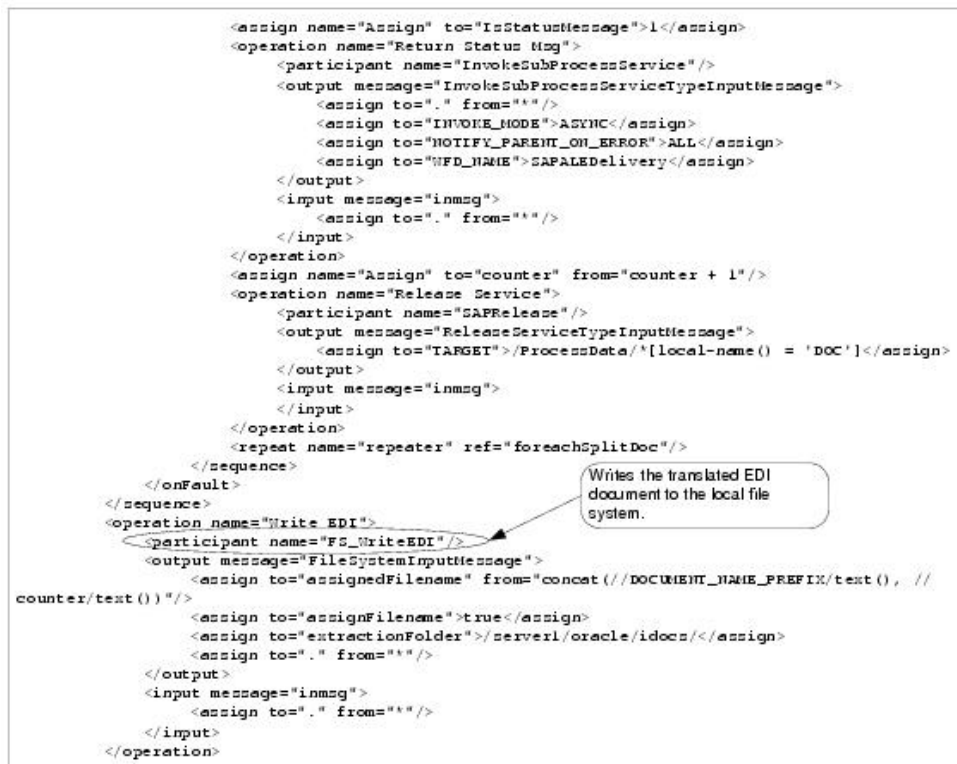 <assign name="Assign" to="IsStatusMessage">1</assign>
<operation name="Return Status Msg">
<participant name="InvokeSubProcessService"/>
<output message="InvokeSubProcessServiceTypeInputMessage">
<assign to="." from="*"/>
<assign to="INVOKE_MODE">ASYNC</assign>
<assign to="NOTIFY_PARENT_ON_ERROR">ALL</assign>
<assign to="WFD_NAME">SAPALEDelivery</assign>
</output>
<input message="inmsg">
<assign to="." from="*"/>
</input>
</operation>
<assign name="Assign" to="counter" from="counter + 1"/>
<operation name="Release Service">
<participant name="SAPRelease"/>
<output message="ReleaseServiceTypeInputMessage">
<assign to="TARGET">/ProcessData/*[local-name() = 'DOC']</assign>
</output>
<input message="inmsg">
</input>
</operation>
<repeat name="repeater" ref="foreachSplitDoc"/>
</sequence>
</onFault>
</sequence>
Writes the translated EDI
document to the local file
system.
<operation name="Write EDI">
<participant name="FS_WriteEDI"/>
<output message="FileSystemInputMessage">
<assign to="assignedFilename" from="concat(//DOCUMENT_NAME_PREFIX/text(), //
counter/text())"/>
<assign to="assignFilename">true</assign>
<assign to="extractionFolder">/server1/oracle/idocs/</assign>
<assign to="." from="*"/>
</output>
<input message="inmsg">
<assign to="." from="*"/>
</input>
</operation>